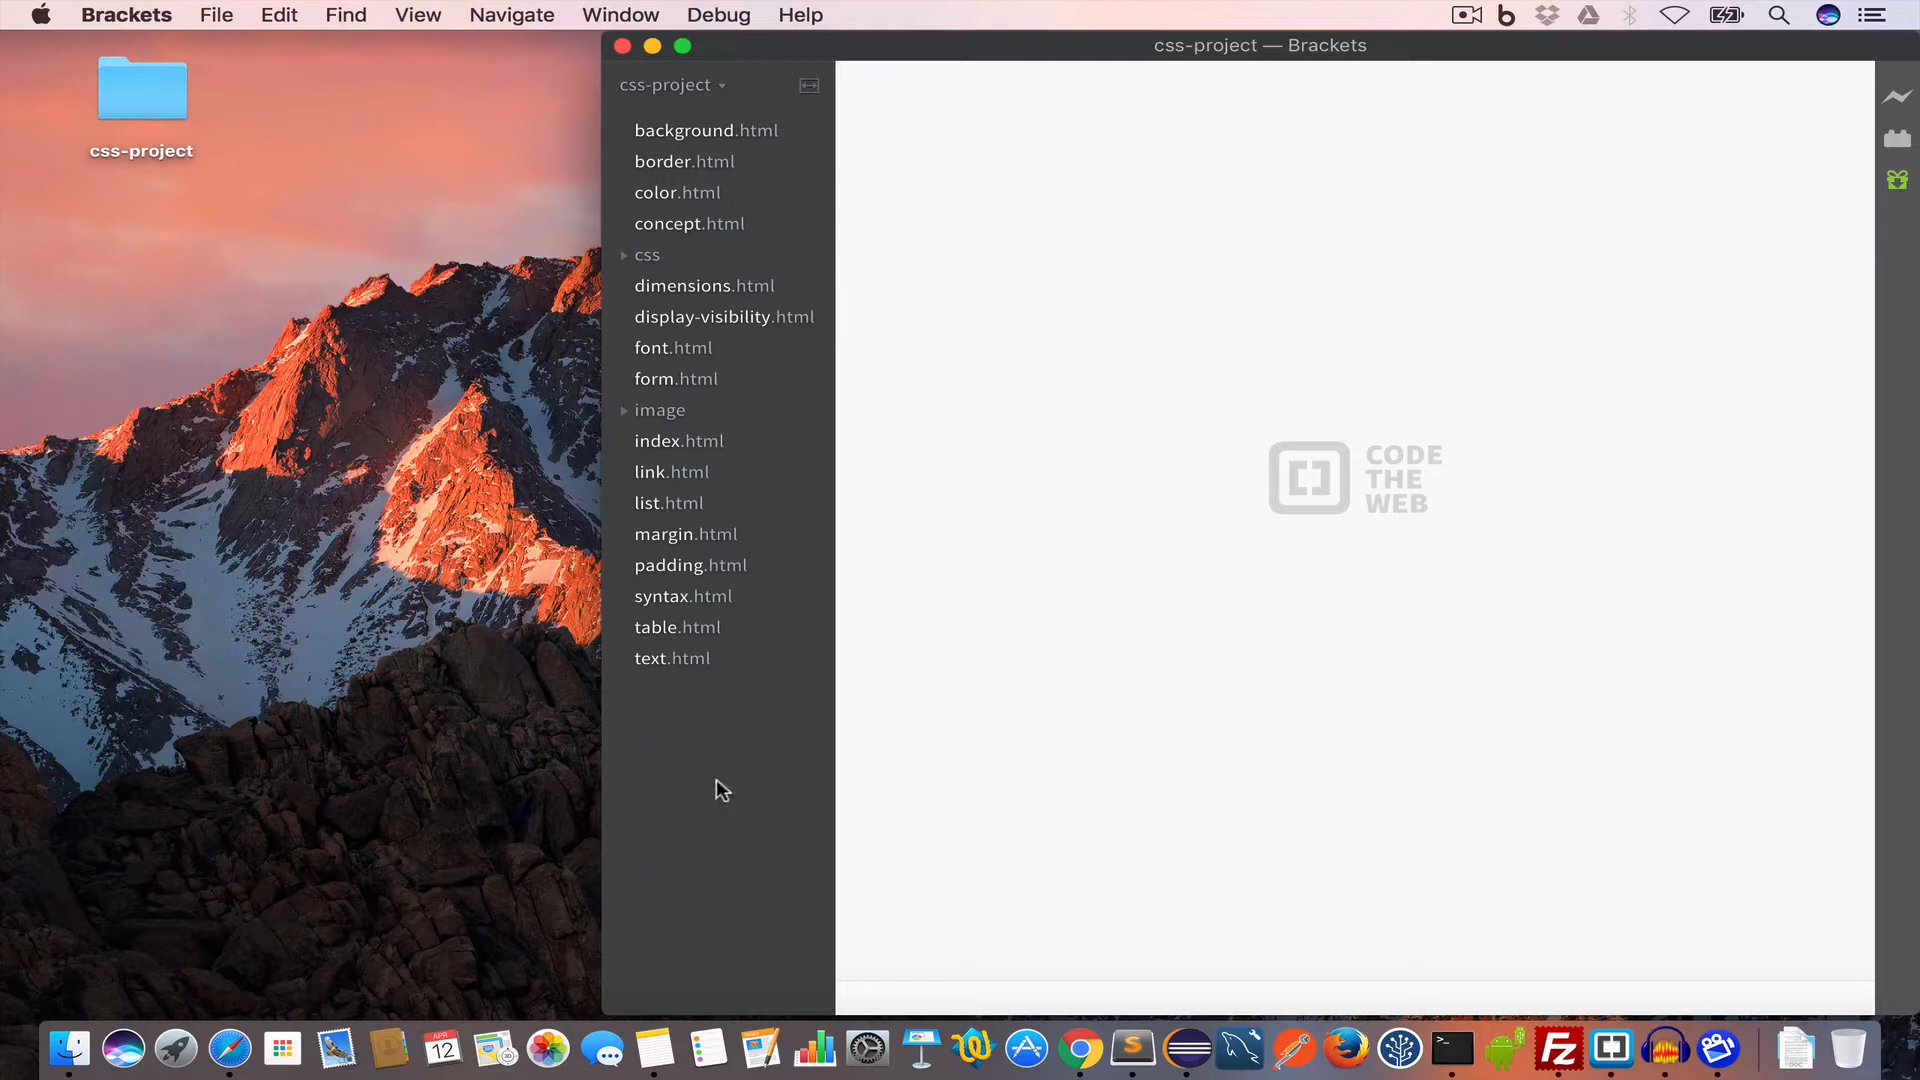 Brackets File Edit Find View Navigate Window Debug Help
css-project — Brackets
css-project
css-project
background.html
border.html
color.html
concept.html
css
dimensions.html
display-visibility.html
font.html
form.html
image
index.html
link.html
list.html
margin.html
padding.html
syntax.html
table.html
text.html
CODE
THE
WEB
APR
12
S
Fz